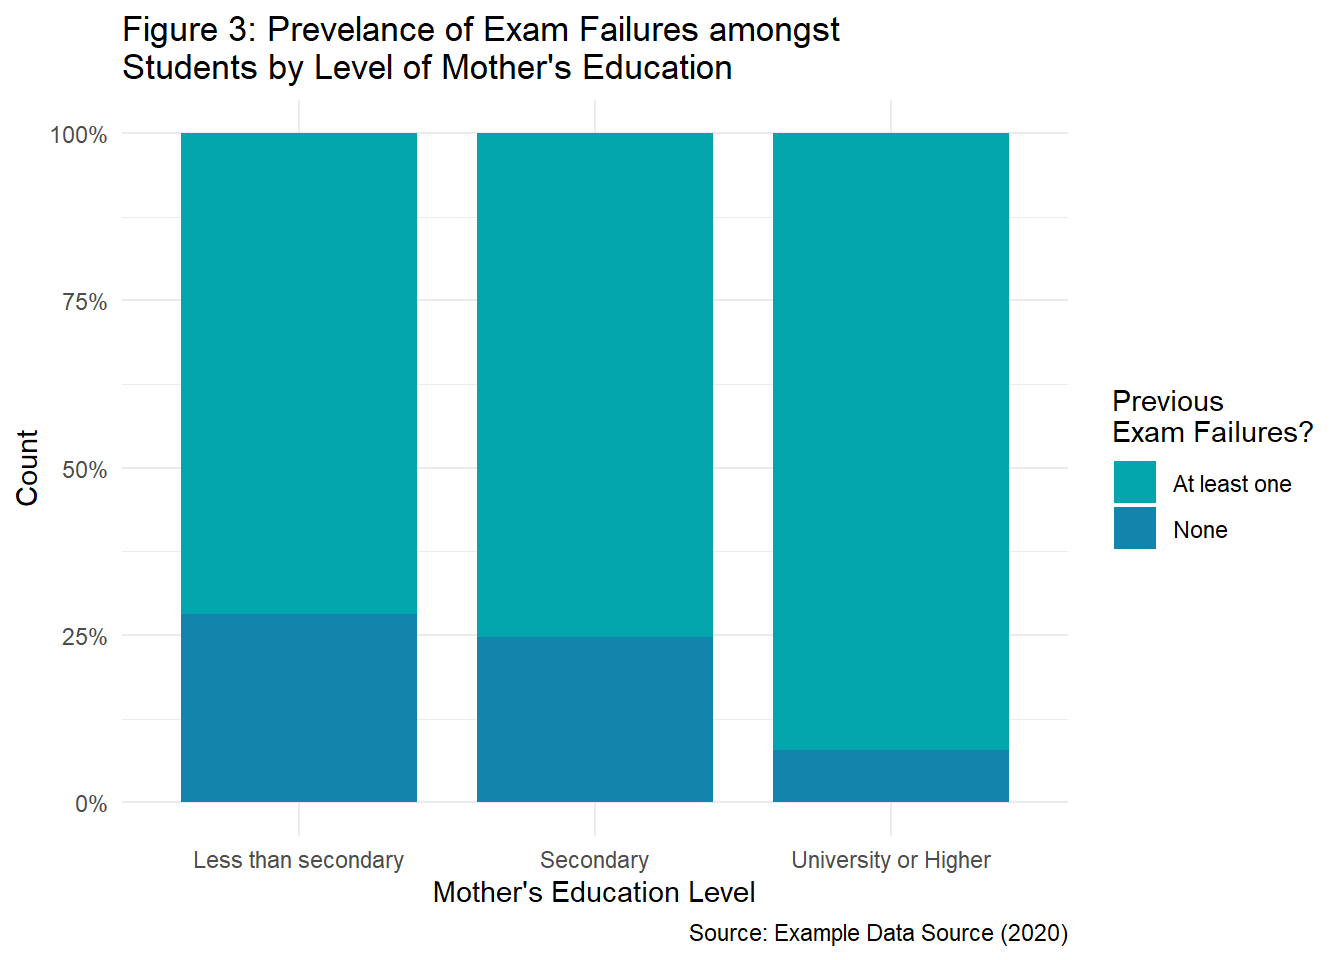 Figure 3: Prevelance of Exam Failures amongst
Students by Level of Mother's Education
100%
75%
50%
25%
0%
Count
Less than secondary
Secondary
University or Higher
Mother's Education Level
Previous
Exam Failures?
At least one
None
Source: Example Data Source (2020)